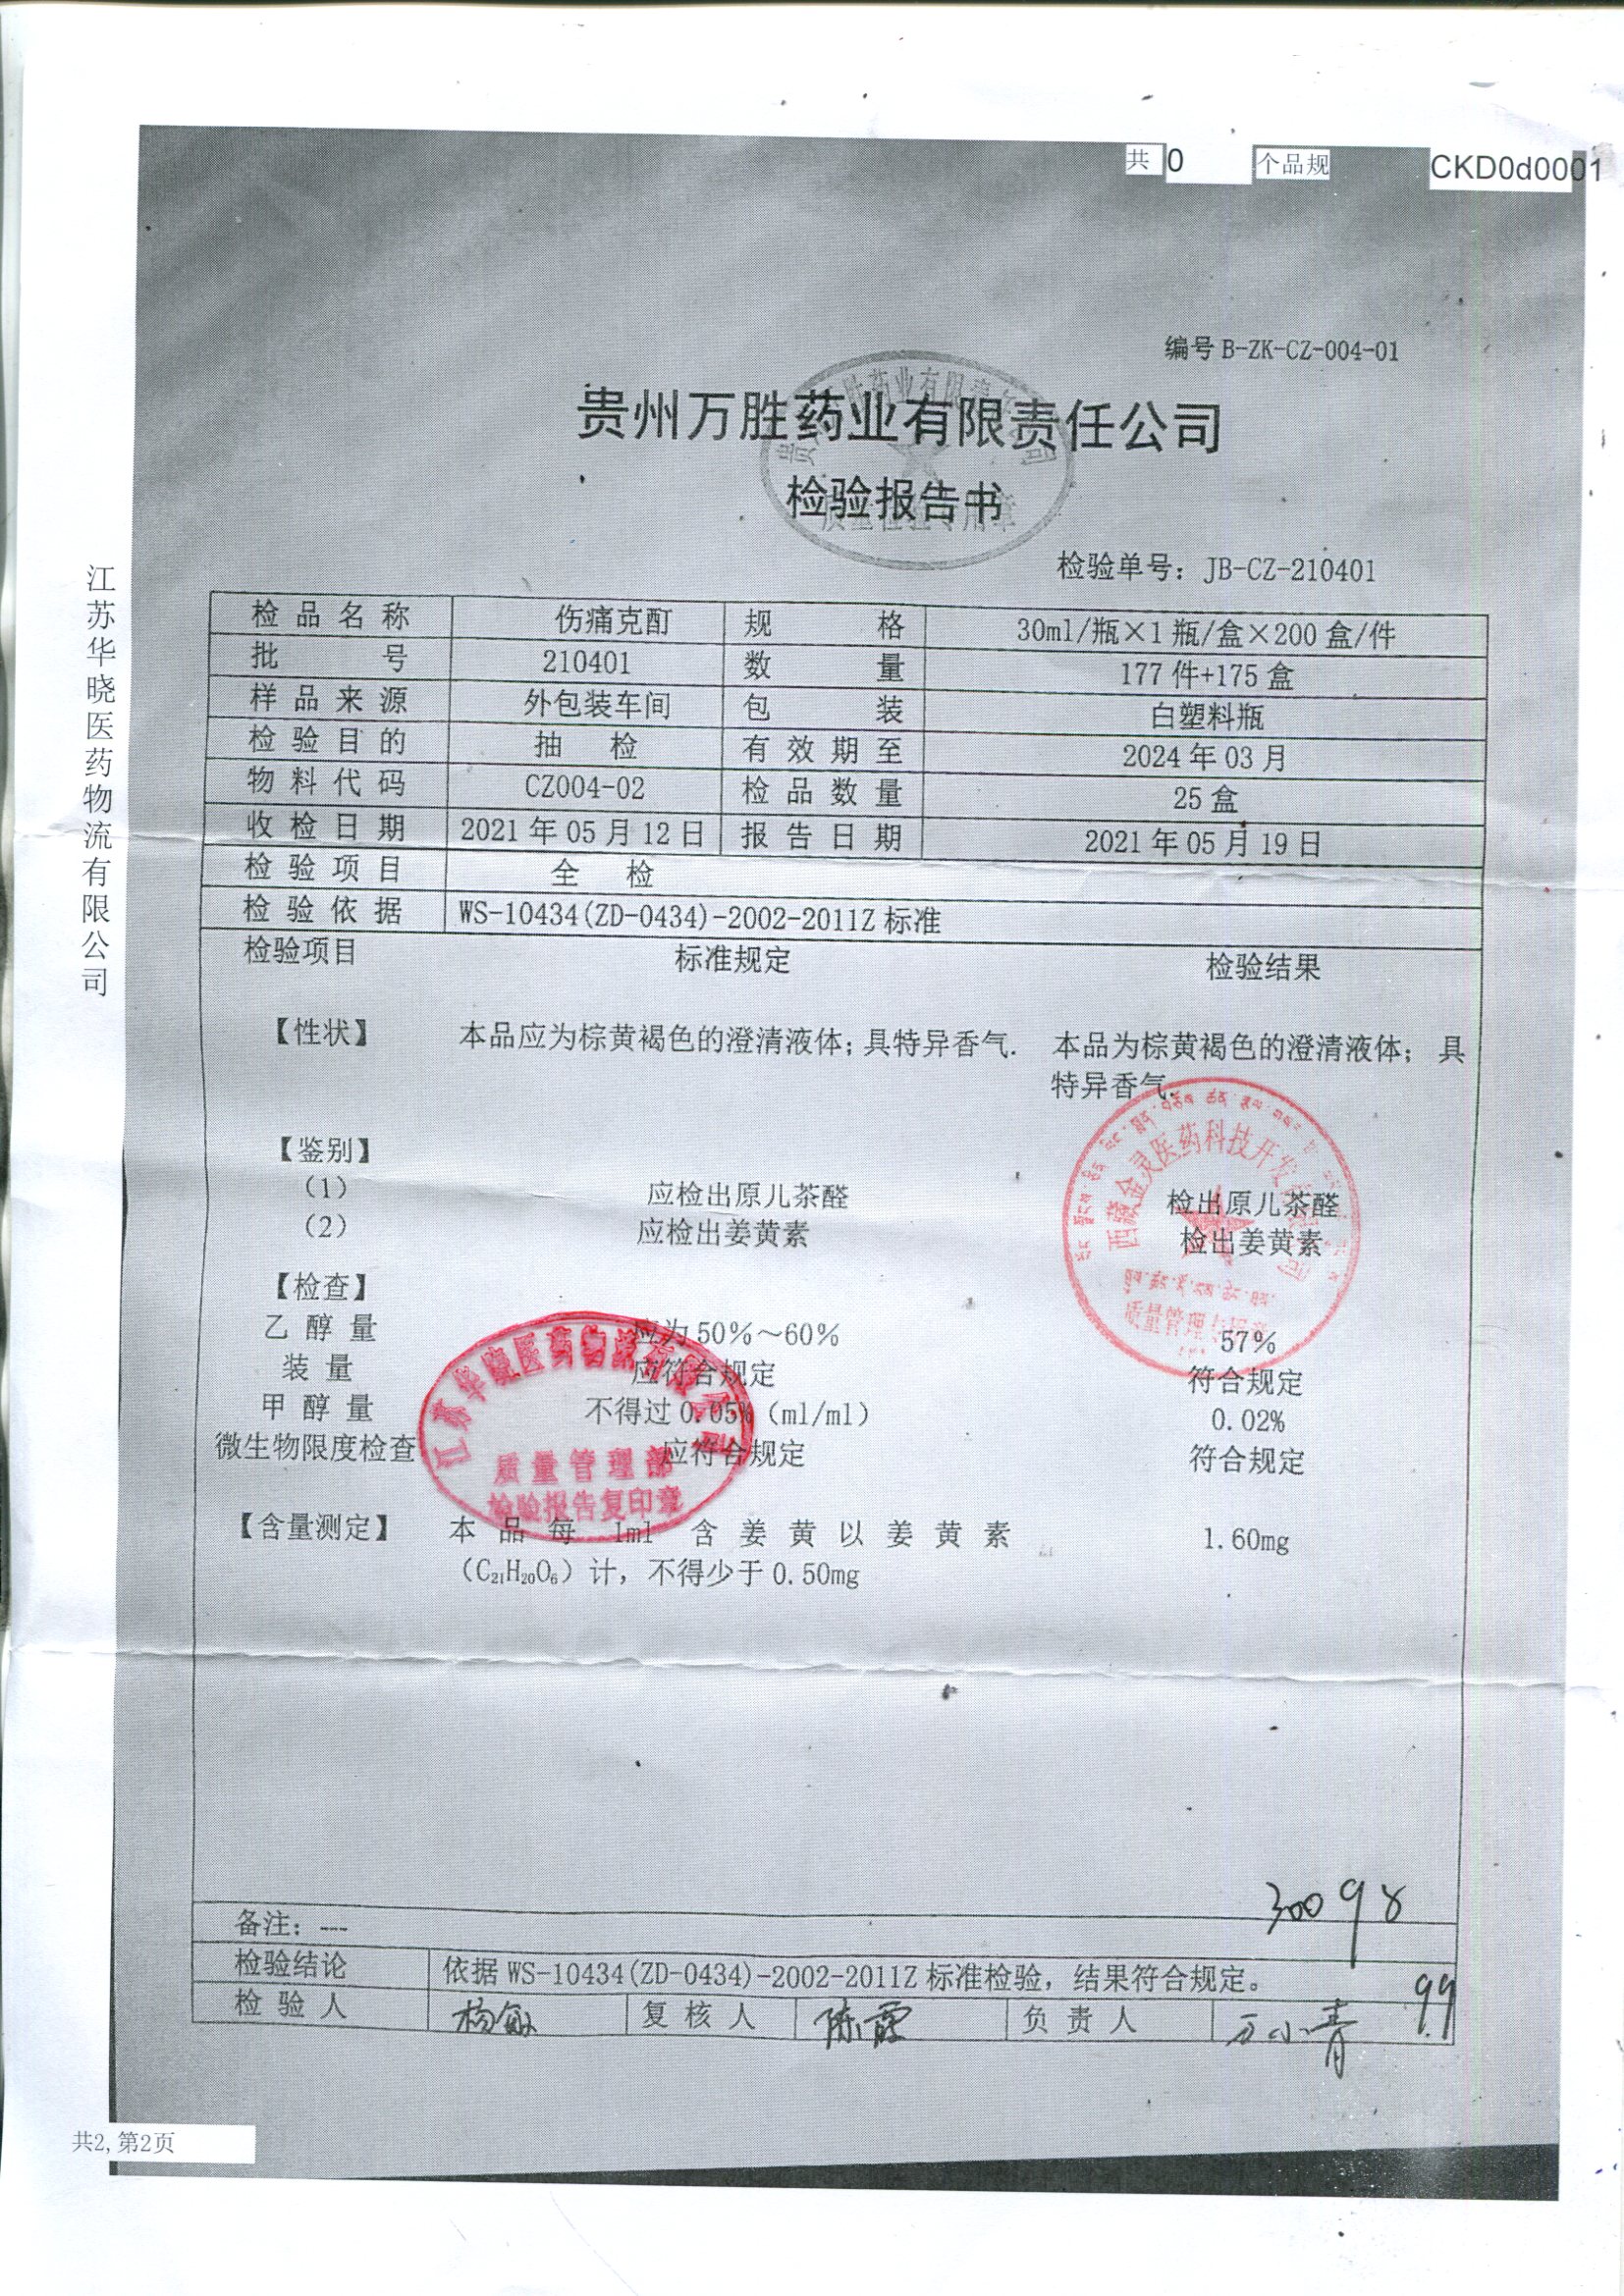 共 0 个品规 CKD0d0001
编号 B-ZK-CZ-004-01
贵州万胜药业有限责任公司
检验报告书
检验单号：JB-CZ-210401
江苏华晓医药物流有限公司
检品名称 伤痛克酊 规格 30ml/瓶×1瓶/盒×200盒/件
批号 210401 数量 177件+175盒
样品来源 外包装车间 包装 白塑料瓶
检验目的 抽检 有效期至 2024年03月
物料代码 CZ004-02 检品数量 25盒
收检日期 2021年05月12日 报告日期 2021年05月19日
检验项目 全检
检验依据 WS-10434(ZD-0434)-2002-2011Z标准
检验项目 标准规定 检验结果
【性状】 本品应为棕黄褐色的澄清液体；具特异香气. 本品为棕黄褐色的澄清液体； 具
特异香气.
【鉴别】
（1） 应检出原儿茶醛 检出原儿茶醛
（2） 应检出姜黄素 检出姜黄素
【检查】
乙醇量 应为50%～60% 57%
装量 应符合规定 符合规定
甲醇量 不得过0.05%（ml/ml） 0.02%
微生物限度检查 应符合规定 符合规定
【含量测定】 本品每 1ml 含姜黄以姜黄素 1.60mg
（C₂₁H₂₀O₆）计，不得少于0.50mg
西藏金灵医药科技开发有限公司
质量管理专用章
江苏华晓医药物流有限公司
质量管理部
检验报告复印章
30098
备注：---
检验结论 依据WS-10434(ZD-0434)-2002-2011Z标准检验，结果符合规定。
99
检验人 杨敏 复核人 陈霞 负责人 万小青
共2,第2页